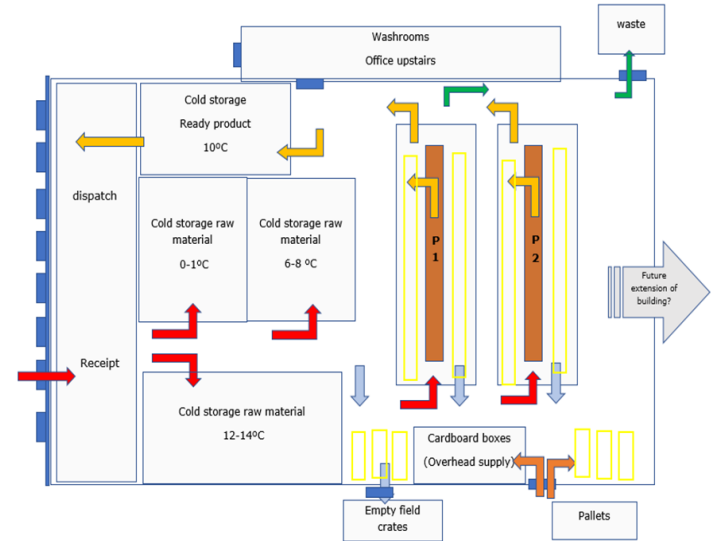 waste
Washrooms
Office upstairs
Cold storage
Ready product
10ºC
dispatch
Cold storage raw
material
0-1ºC
Cold storage raw
material
6-8 ºC
P
1
P
2
Future
extension of
building?
Receipt
Cold storage raw material
12-14ºC
Cardboard boxes
(Overhead supply)
Empty field
crates
Pallets